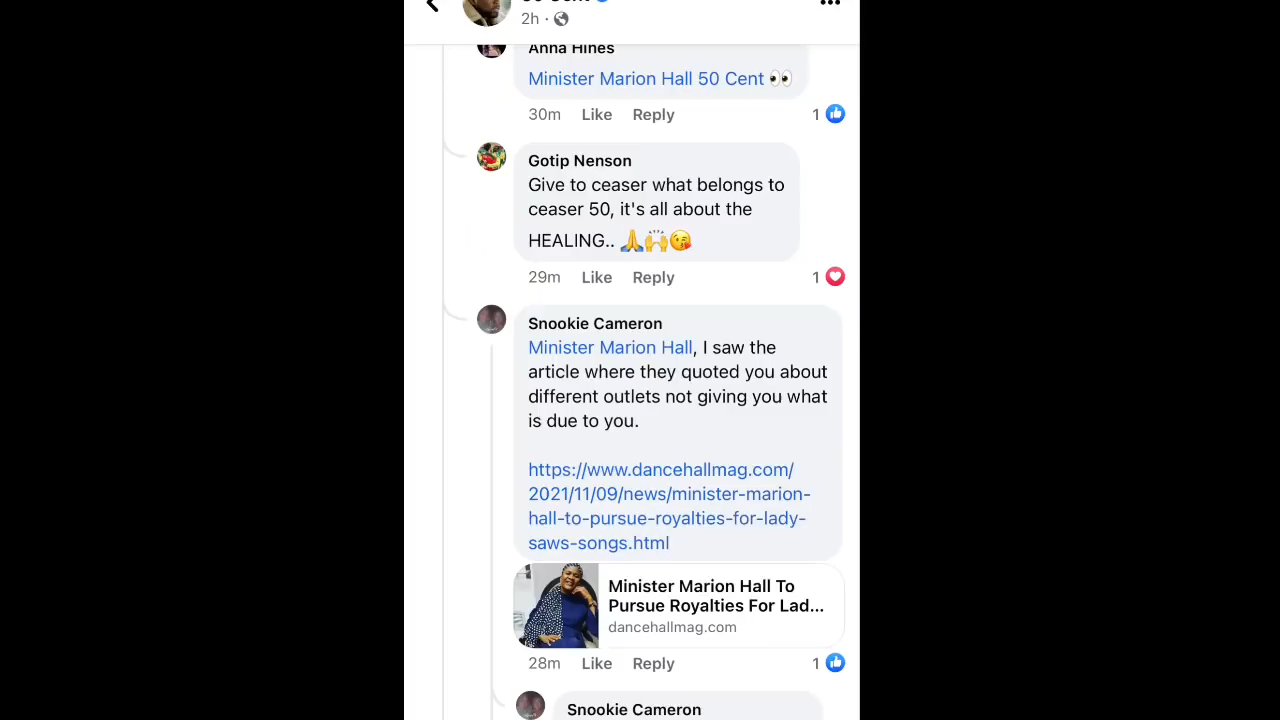 2h ·
Anna Hines
Minister Marion Hall 50 Cent 👀
30m Like Reply 1
Gotip Nenson
Give to ceaser what belongs to
ceaser 50, it's all about the
HEALING.. 🙏🙌😘
29m Like Reply 1
Snookie Cameron
Minister Marion Hall, I saw the
article where they quoted you about
different outlets not giving you what
is due to you.
https://www.dancehallmag.com/
2021/11/09/news/minister-marion-
hall-to-pursue-royalties-for-lady-
saws-songs.html
Minister Marion Hall To
Pursue Royalties For Lad...
dancehallmag.com
28m Like Reply 1
Snookie Cameron